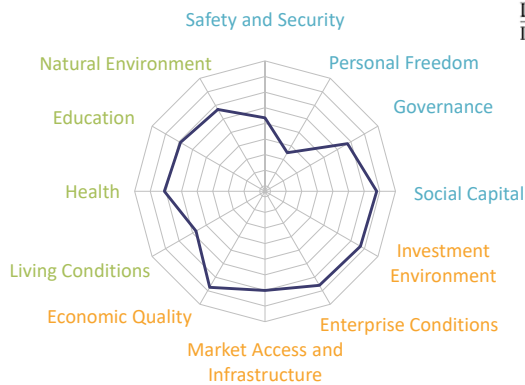 Safety and Security
Natural Environment
Personal Freedom
Education
Governance
Health
Social Capital
Investment
Environment
Living Conditions
Economic Quality
Enterprise Conditions
Market Access and
Infrastructure